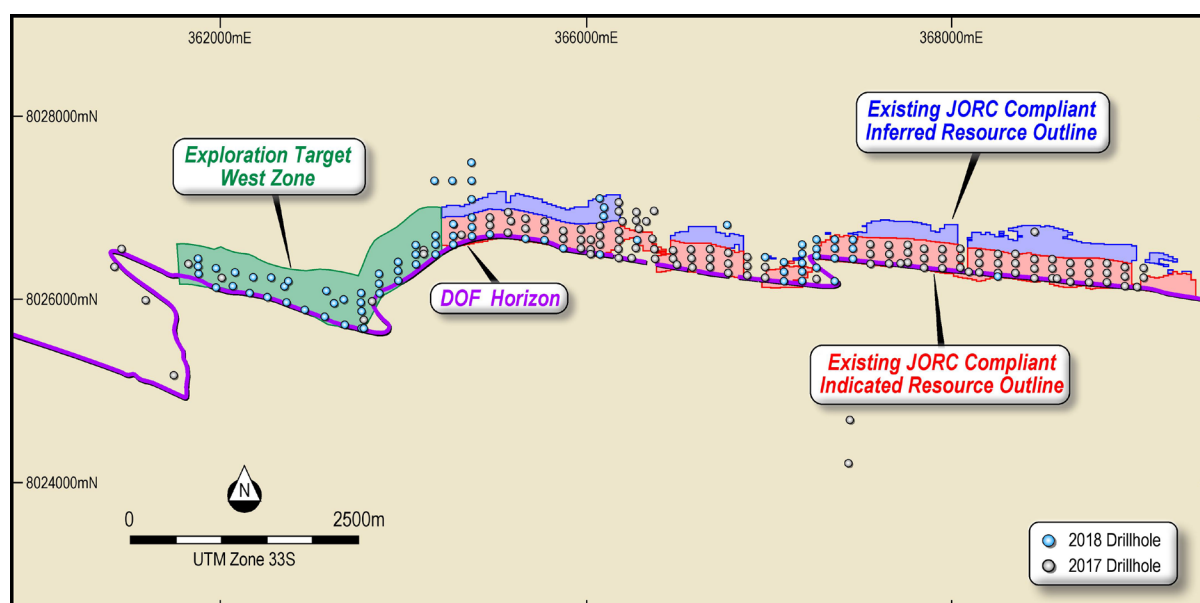 362000mE
366000mE
368000mE
8028000mN
Existing JORC Compliant
Inferred Resource Outline
Exploration Target
West Zone
8026000mN
DOF Horizon
Existing JORC Compliant
Indicated Resource Outline
8024000mN
N
0
2500m
UTM Zone 33S
2018 Drillhole
2017 Drillhole